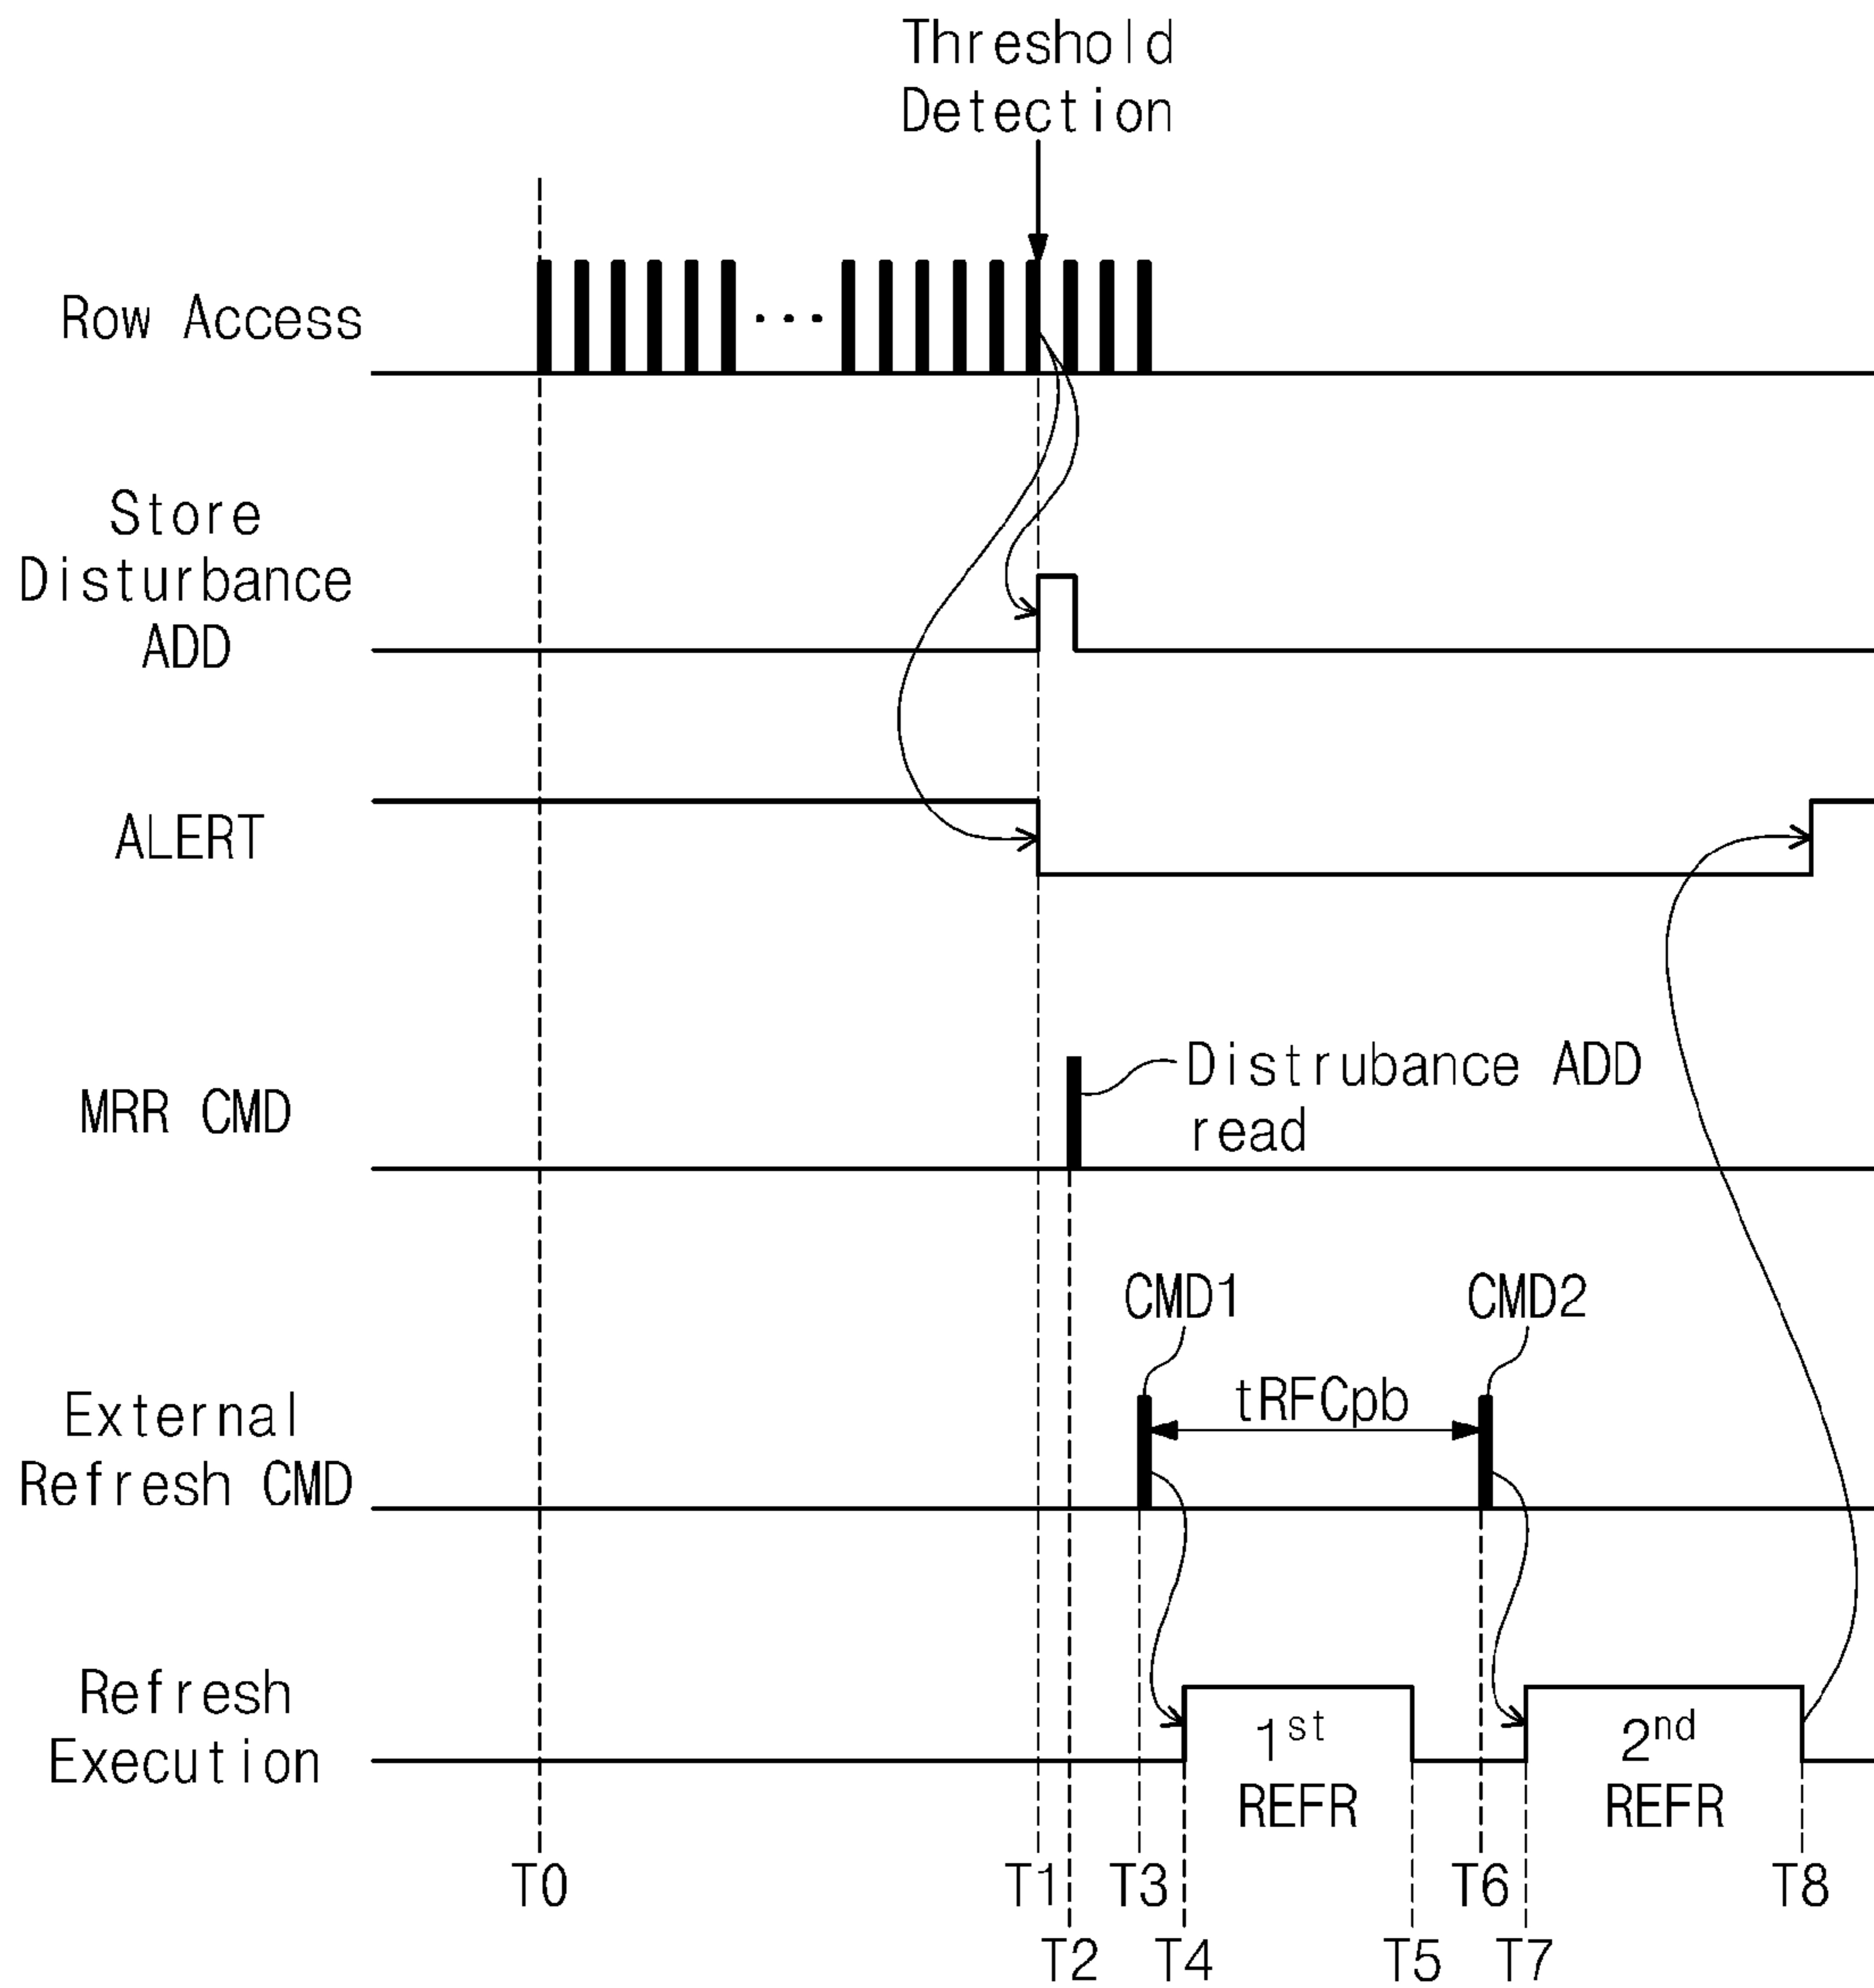 Threshold
Detection
Row Access
...
Store
Disturbance
ADD
ALERT
MRR CMD
Distrubance ADD
read
CMD1
CMD2
tRFCpb
External
Refresh CMD
Refresh
Execution
1st
REFR
2nd
REFR
T0
T1
T3
T6
T8
T2
T4
T5
T7